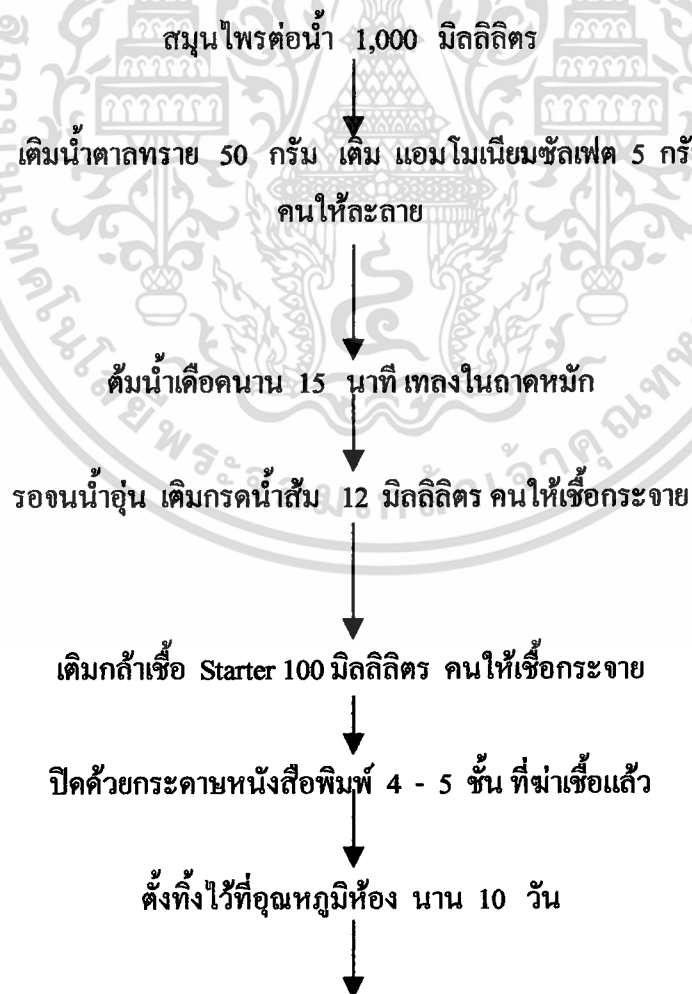 สมุนไพรต่อน้ำ 1,000 มิลลิลิตร
เติมน้ำตาลทราย 50 กรัม เติม แอมโมเนียมซัลเฟต 5 กรัม
คนให้ละลาย
ต้มน้ำเดือดนาน 15 นาที เทลงในถาดหมัก
รอจนน้ำอุ่น เติมกรดน้ำส้ม 12 มิลลิลิตร คนให้เชื้อกระจาย
เติมกล้าเชื้อ Starter 100 มิลลิลิตร คนให้เชื้อกระจาย
ปิดด้วยกระดาษหนังสือพิมพ์ 4 - 5 ชั้น ที่ฆ่าเชื้อแล้ว
ตั้งทิ้งไว้ที่อุณหภูมิห้อง นาน 10 วัน